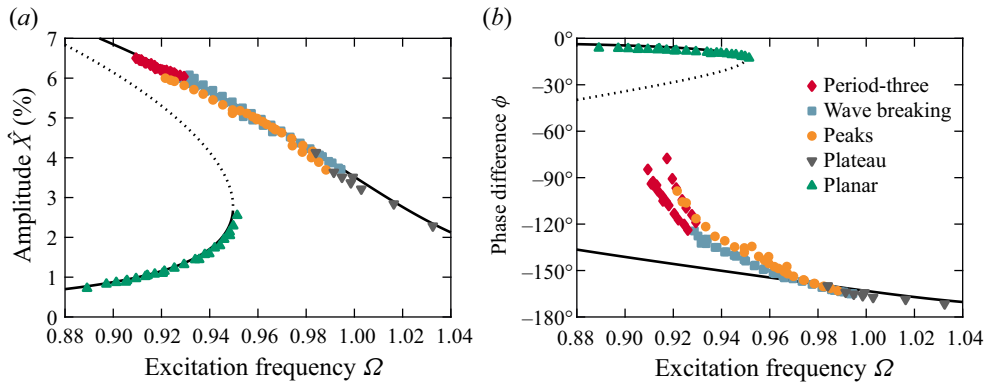 (a)
(b)
7
6
5
4
3
2
1
0
Amplitude X̂ (%)
0.88 0.90 0.92 0.94 0.96 0.98 1.00 1.02 1.04
Excitation frequency Ω
0°
−30°
−60°
−90°
−120°
−150°
−180°
Phase difference ϕ
Period-three
Wave breaking
Peaks
Plateau
Planar
0.88 0.90 0.92 0.94 0.96 0.98 1.00 1.02 1.04
Excitation frequency Ω